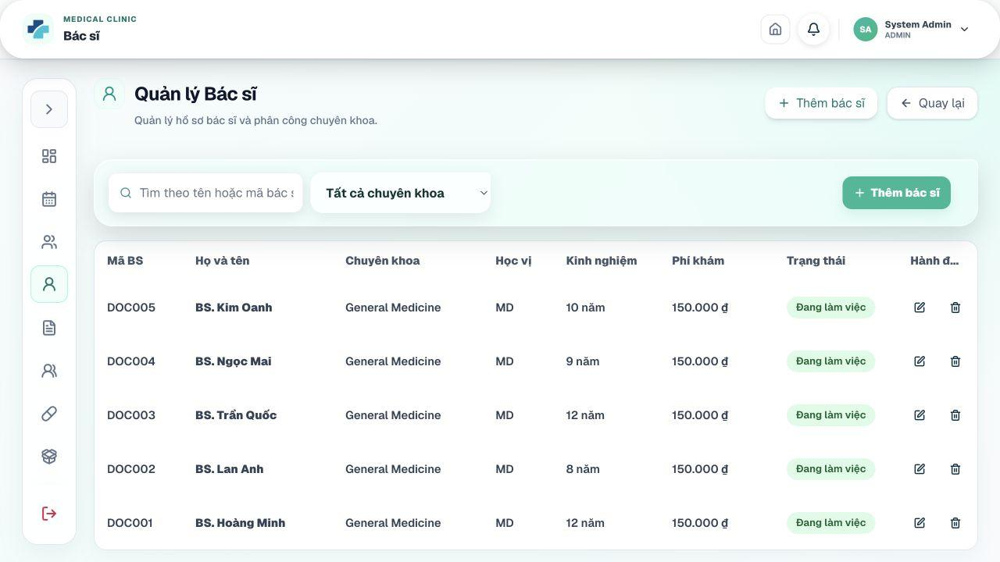 MEDICAL CLINIC
Bác sĩ
SA
System Admin
ADMIN
Quản lý Bác sĩ
Quản lý hồ sơ bác sĩ và phân công chuyên khoa.
Thêm bác sĩ
Quay lại
Tìm theo tên hoặc mã bác s
Tất cả chuyên khoa
Thêm bác sĩ
Mã BS Họ và tên Chuyên khoa Học vị Kinh nghiệm Phí khám Trạng thái Hành đ...
DOC005 BS. Kim Oanh General Medicine MD 10 năm 150.000 ₫ Đang làm việc
DOC004 BS. Ngọc Mai General Medicine MD 9 năm 150.000 ₫ Đang làm việc
DOC003 BS. Trần Quốc General Medicine MD 12 năm 150.000 ₫ Đang làm việc
DOC002 BS. Lan Anh General Medicine MD 8 năm 150.000 ₫ Đang làm việc
DOC001 BS. Hoàng Minh General Medicine MD 12 năm 150.000 ₫ Đang làm việc